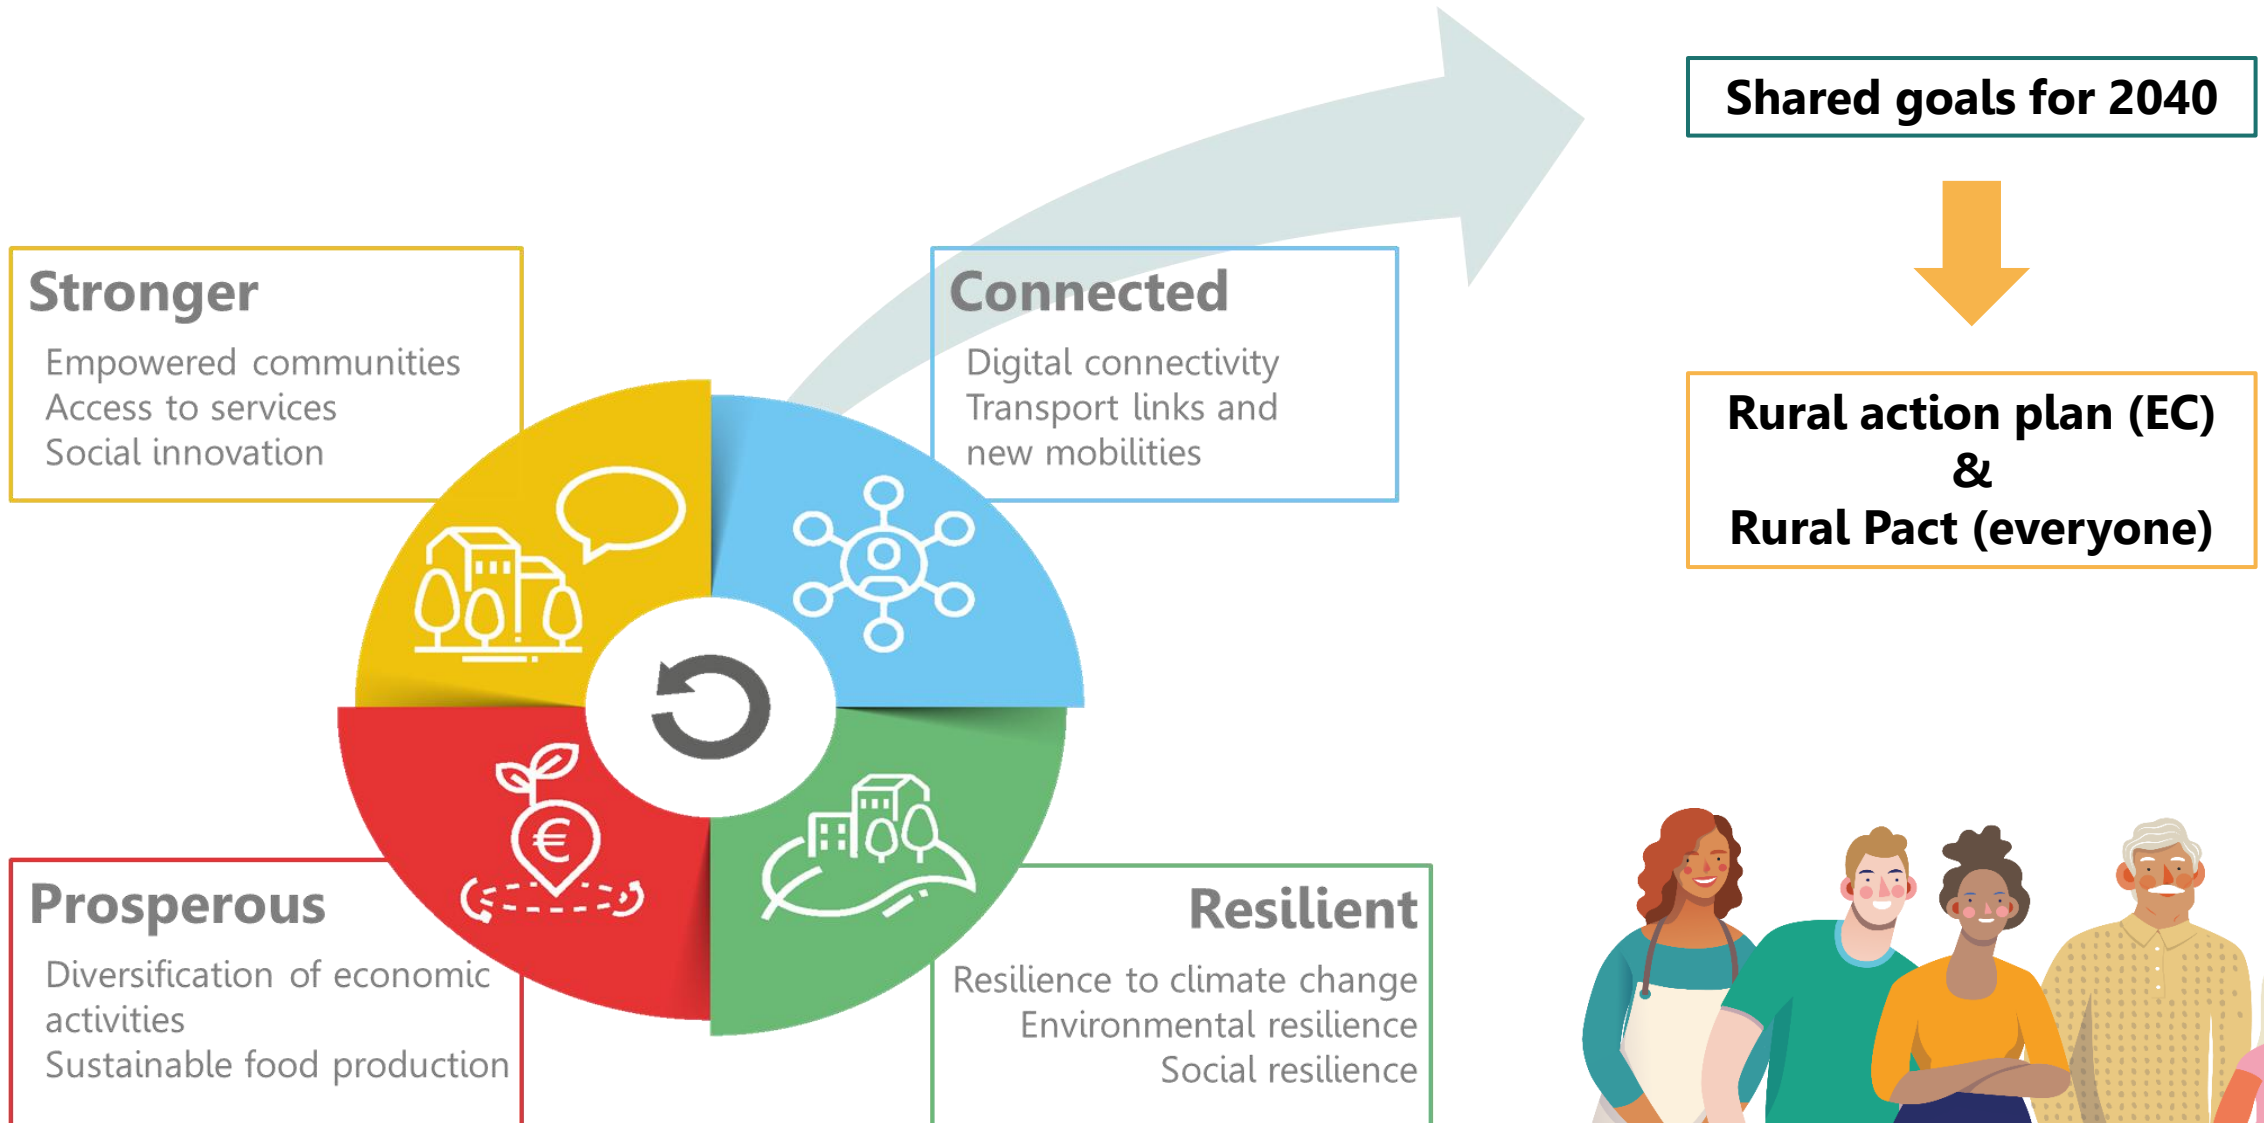 Shared goals for 2040
Stronger
Empowered communities
Access to services
Social innovation
Connected
Digital connectivity
Transport links and
new mobilities
Rural action plan (EC)
&
Rural Pact (everyone)
€
Prosperous
Diversification of economic
activities
Sustainable food production
Resilient
Resilience to climate change
Environmental resilience
Social resilience